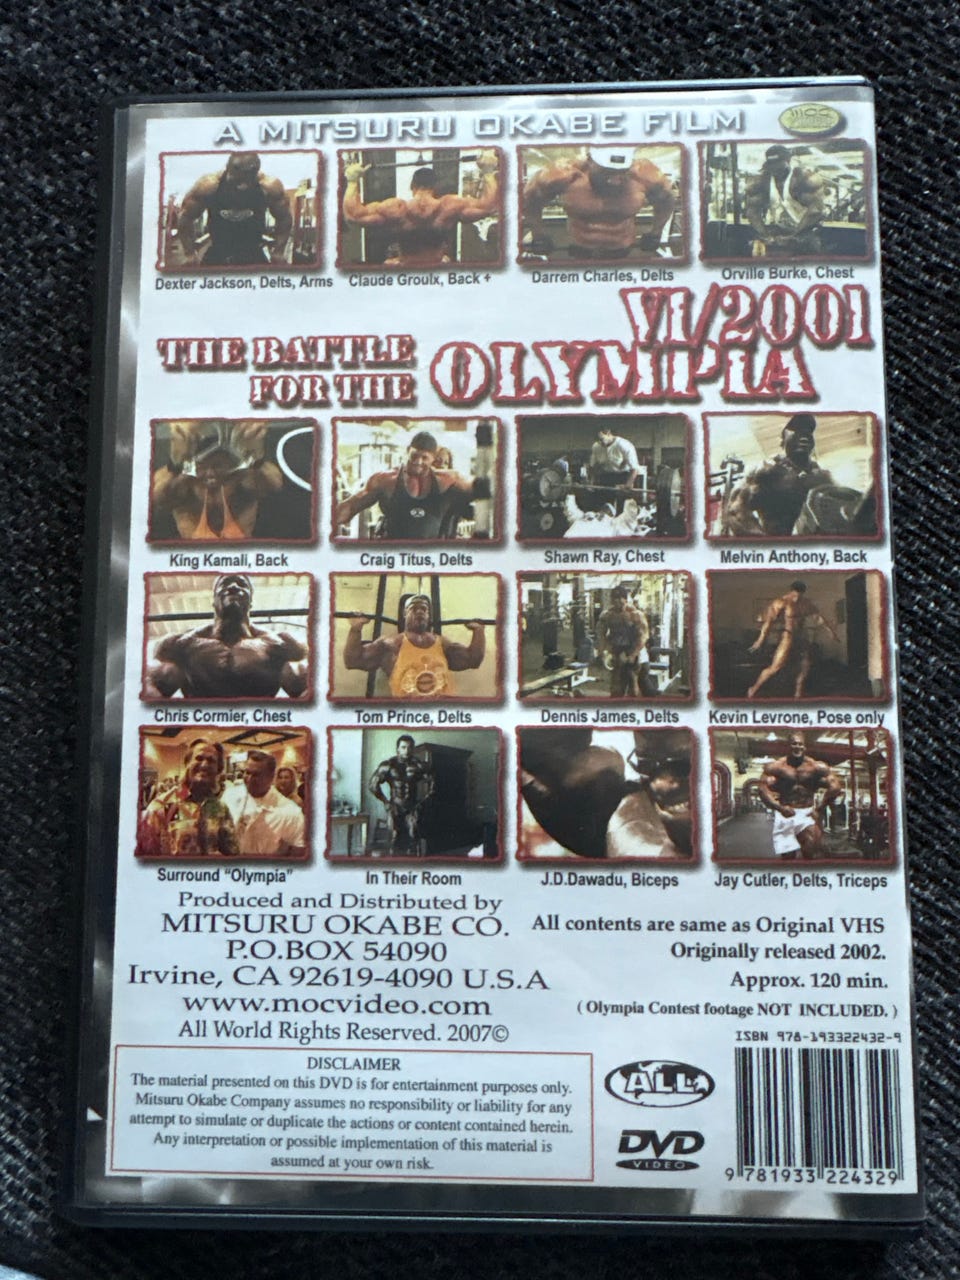 A MITSURU OKABE FILM
MOC
Dexter Jackson, Delts, Arms
Claude Groulx, Back +
Darrem Charles, Delts
Orville Burke, Chest
VI/2001
THE BATTLE
FOR THE
OLYMPIA
King Kamali, Back
Craig Titus, Delts
Shawn Ray, Chest
Melvin Anthony, Back
Chris Cormier, Chest
Tom Prince, Delts
Dennis James, Delts
Kevin Levrone, Pose only
Surround "Olympia"
In Their Room
J.D.Dawadu, Biceps
Jay Cutler, Delts, Triceps
Produced and Distributed by
MITSURU OKABE CO.
P.O.BOX 54090
Irvine, CA 92619-4090 U.S.A
www.mocvideo.com
All World Rights Reserved. 2007©
All contents are same as Original VHS
Originally released 2002.
Approx. 120 min.
( Olympia Contest footage NOT INCLUDED. )
ISBN 978-193322432-9
DISCLAIMER
The material presented on this DVD is for entertainment purposes only.
Mitsuru Okabe Company assumes no responsibility or liability for any
attempt to simulate or duplicate the actions or content contained herein.
Any interpretation or possible implementation of this material is
assumed at your own risk.
ALL
DVD
VIDEO
9 781933 224329